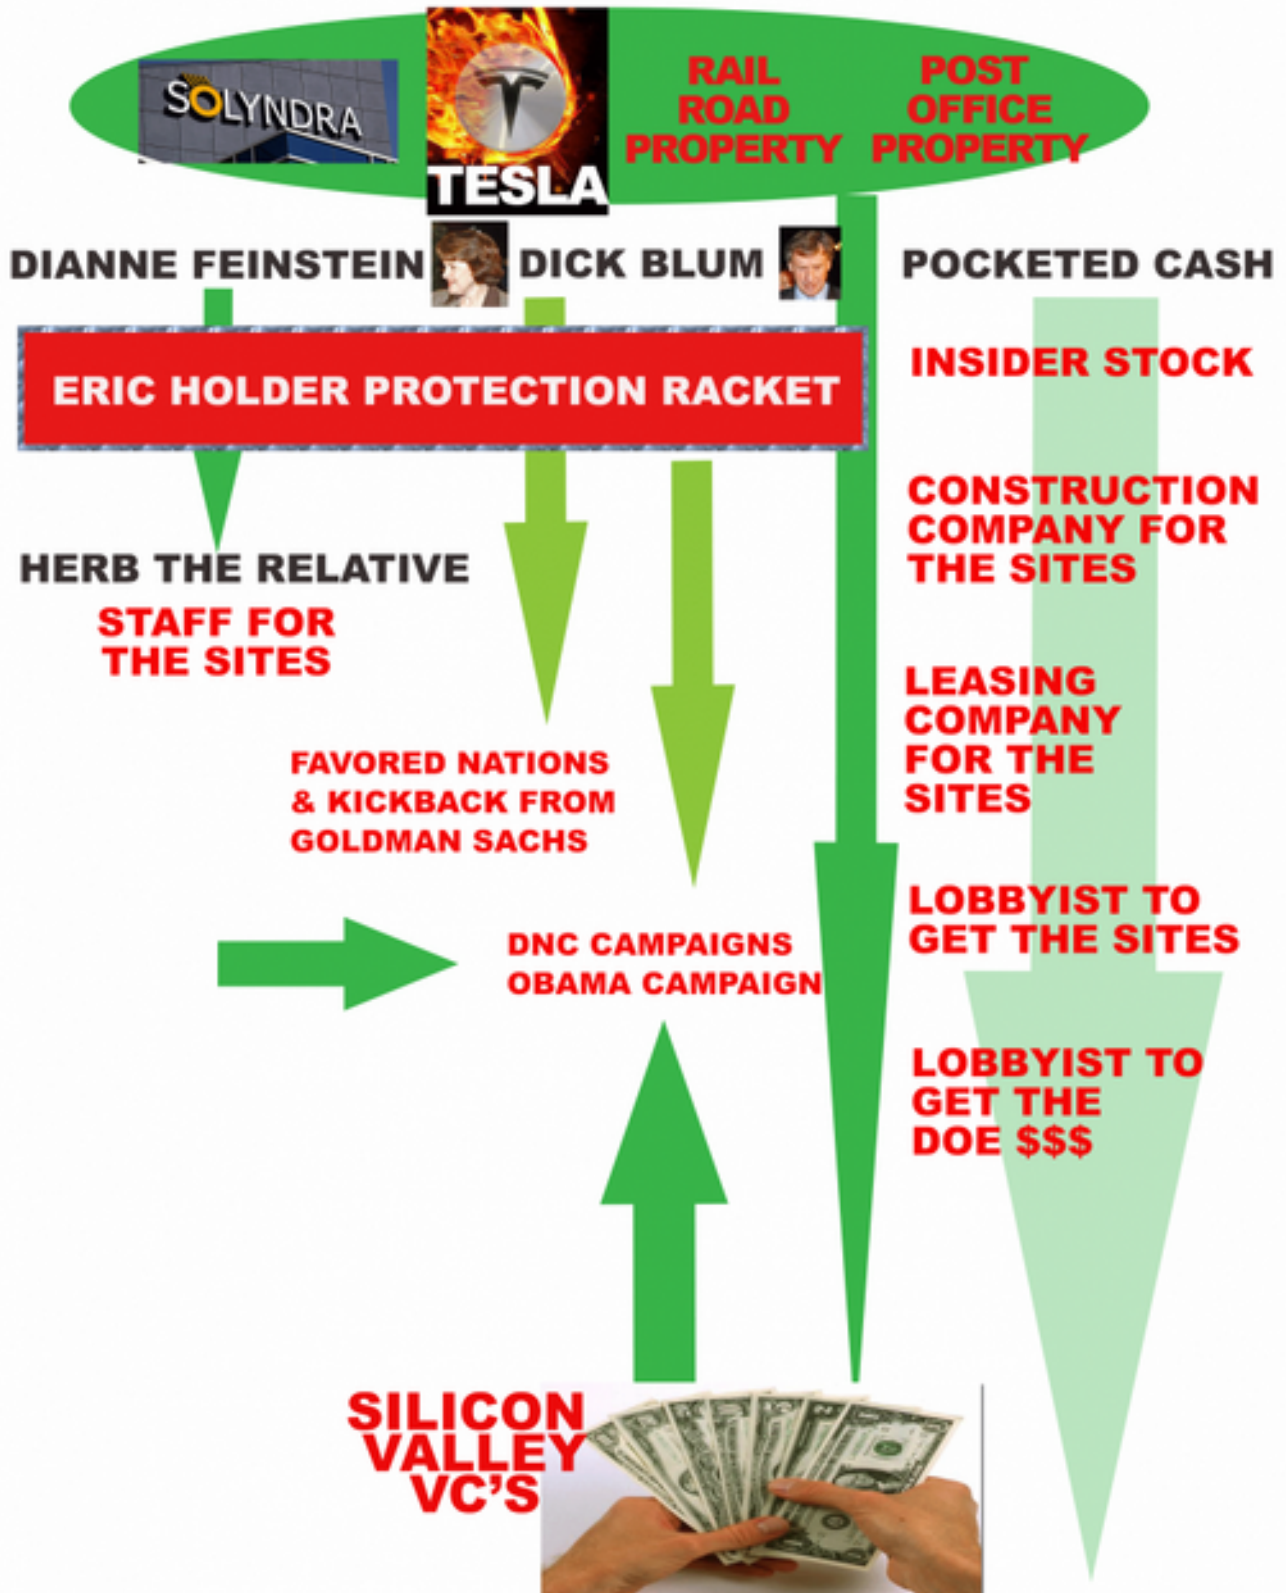 SOLYNDRA
TESLA
RAIL
ROAD
PROPERTY
POST
OFFICE
PROPERTY
DIANNE FEINSTEIN
DICK BLUM
POCKETED CASH
ERIC HOLDER PROTECTION RACKET
INSIDER STOCK
CONSTRUCTION
COMPANY FOR
THE SITES
HERB THE RELATIVE
STAFF FOR
THE SITES
LEASING
COMPANY
FOR THE
SITES
FAVORED NATIONS
& KICKBACK FROM
GOLDMAN SACHS
LOBBYIST TO
GET THE SITES
DNC CAMPAIGNS
OBAMA CAMPAIGN
LOBBYIST TO
GET THE
DOE $$$
SILICON
VALLEY
VC'S